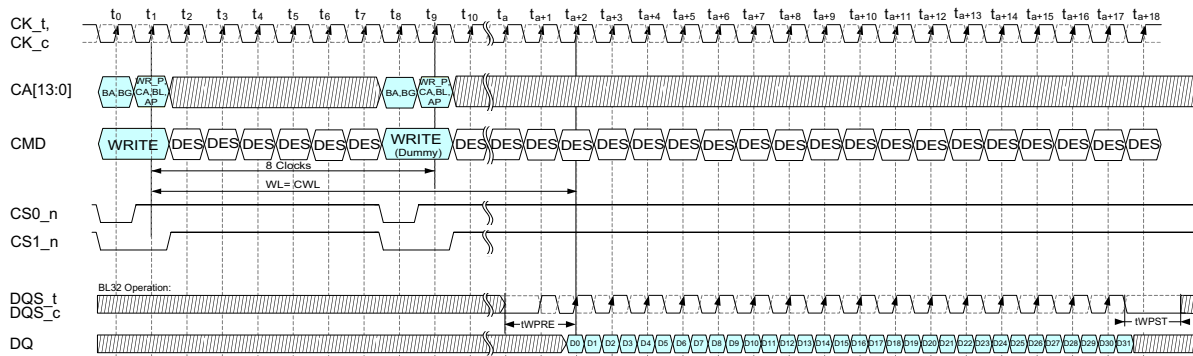 t0 t1 t2 t3 t4 t5 t6 t7 t8 t9 t10 ta ta+1 ta+2 ta+3 ta+4 ta+5 ta+6 ta+7 ta+8 ta+9 ta+10 ta+11 ta+12 ta+13 ta+14 ta+15 ta+16 ta+17 ta+18
CK_t,
CK_c
CA[13:0]
BA,BG
WR_P,
CA,BL,
AP
BA,BG
WR_P,
CA,BL,
AP
CMD
WRITE DES DES DES DES DES DES WRITE DES DES DES DES DES DES DES DES DES DES DES DES DES DES DES DES DES DES DES DES
(Dummy)
8 Clocks
WL= CWL
CS0_n
CS1_n
BL32 Operation:
DQS_t
DQS_c
tWPRE
tWPST
DQ
D0 D1 D2 D3 D4 D5 D6 D7 D8 D9 D10 D11 D12 D13 D14 D15 D16 D17 D18 D19 D20 D21 D22 D23 D24 D25 D26 D27 D28 D29 D30 D31